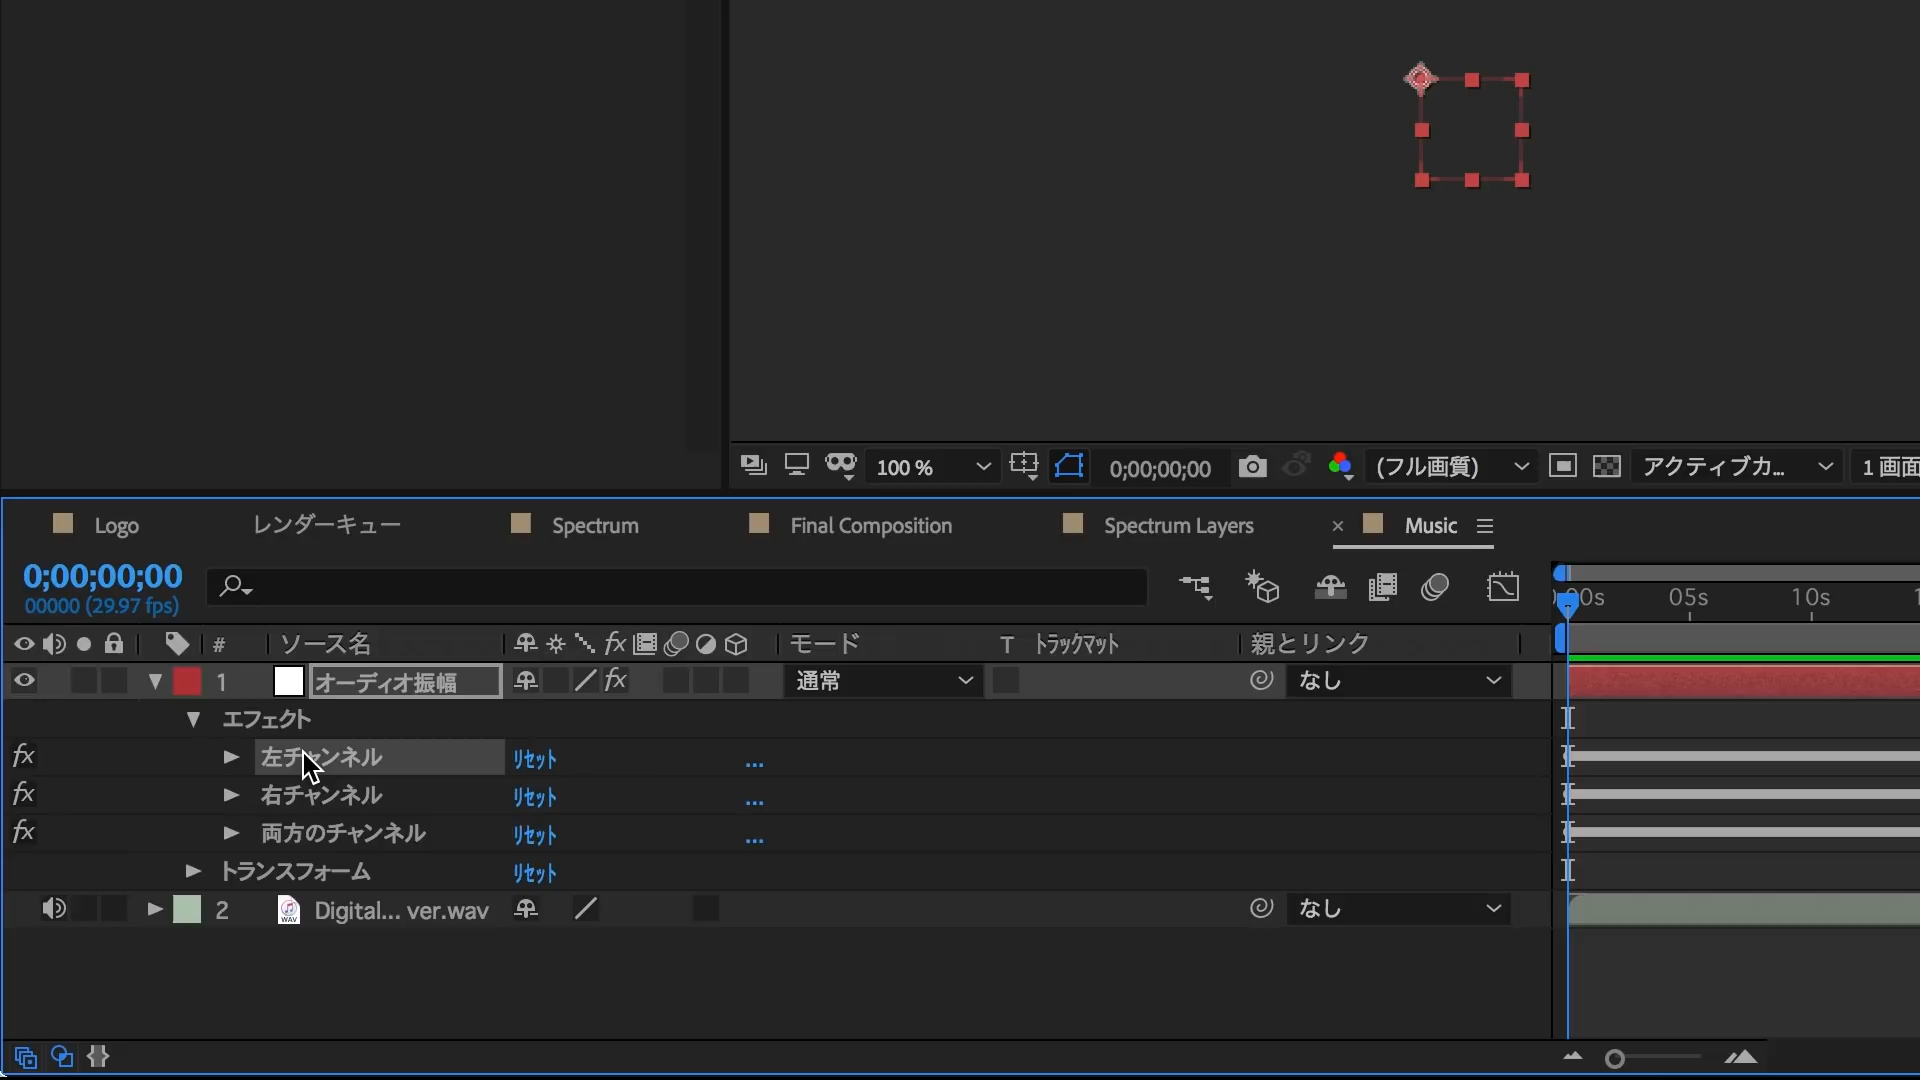 100 %
0;00;00;00
(フル画質)
アクティブカ...
1 画面
Logo
レンダーキュー
Spectrum
Final Composition
Spectrum Layers
× Music
0;00;00;00
00000 (29.97 fps)
00s 05s 10s
# ソース名 fx モード T トラックマット 親とリンク
1 オーディオ振幅 fx 通常 なし
エフェクト
fx 左チャンネル リセット ...
fx 右チャンネル リセット ...
fx 両方のチャンネル リセット ...
トランスフォーム リセット
2 WAV Digital... ver.wav なし